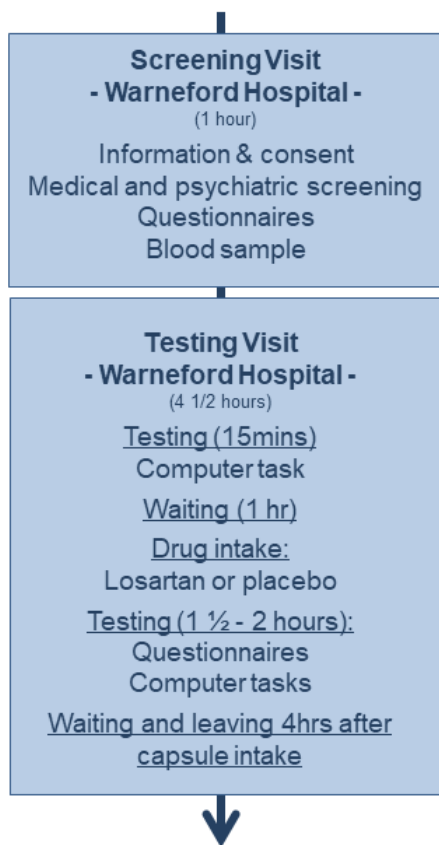 Screening Visit
- Warneford Hospital -
(1 hour)
Information & consent
Medical and psychiatric screening
Questionnaires
Blood sample
Testing Visit
- Warneford Hospital -
(4 1/2 hours)
Testing (15mins)
Computer task
Waiting (1 hr)
Drug intake:
Losartan or placebo
Testing (1 ½ - 2 hours):
Questionnaires
Computer tasks
Waiting and leaving 4hrs after
capsule intake